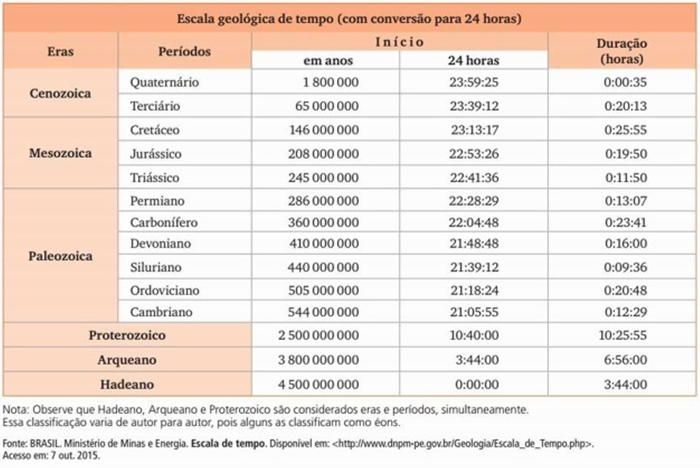 Escala geológica de tempo (com conversão para 24 horas)
Eras Períodos Início Duração (horas)
em anos 24 horas
Cenozoica Quaternário 1 800 000 23:59:25 0:00:35
Terciário 65 000 000 23:39:12 0:20:13
Mesozoica Cretáceo 146 000 000 23:13:17 0:25:55
Jurássico 208 000 000 22:53:26 0:19:50
Triássico 245 000 000 22:41:36 0:11:50
Paleozoica Permiano 286 000 000 22:28:29 0:13:07
Carbonífero 360 000 000 22:04:48 0:23:41
Devoniano 410 000 000 21:48:48 0:16:00
Siluriano 440 000 000 21:39:12 0:09:36
Ordoviciano 505 000 000 21:18:24 0:20:48
Cambriano 544 000 000 21:05:55 0:12:29
Proterozoico 2 500 000 000 10:40:00 10:25:55
Arqueano 3 800 000 000 3:44:00 6:56:00
Hadeano 4 500 000 000 0:00:00 3:44:00
Nota: Observe que Hadeano, Arqueano e Proterozoico são considerados eras e períodos, simultaneamente.
Essa classificação varia de autor para autor, pois alguns as classificam como éons.
Fonte: BRASIL. Ministério de Minas e Energia. Escala de tempo. Disponível em: <http://www.dnpm-pe.gov.br/Geologia/Escala_de_Tempo.php>.
Acesso em: 7 out. 2015.